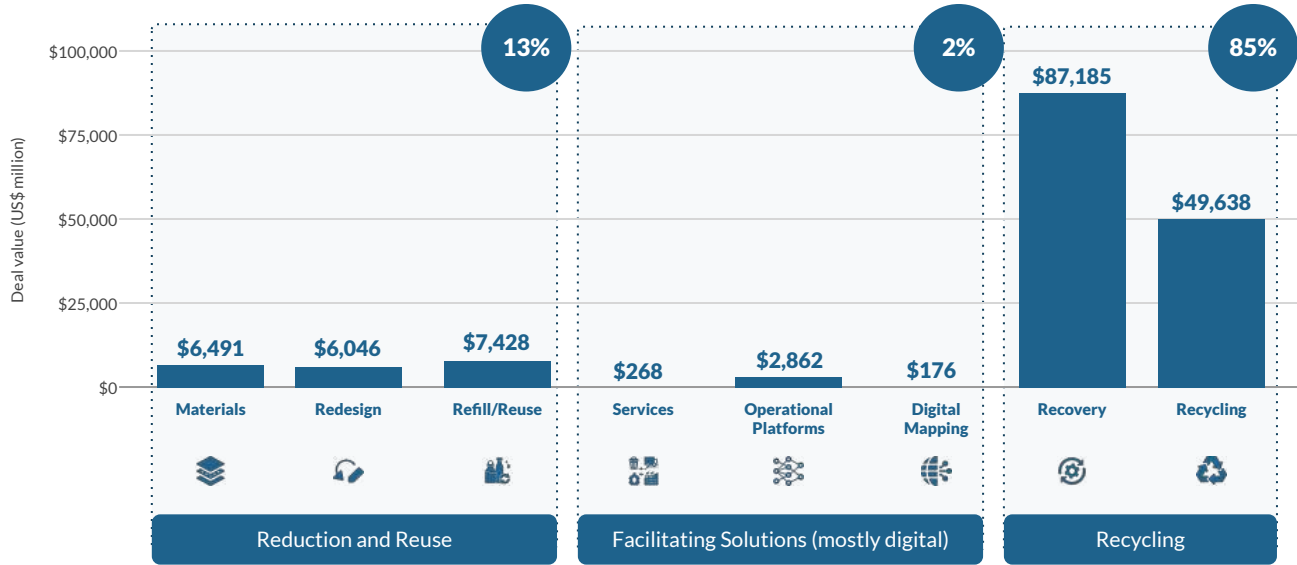 Deal value (US$ million)
$100,000
$75,000
$50,000
$25,000
$0
13%
2%
85%
$6,491
$6,046
$7,428
$268
$2,862
$176
$87,185
$49,638
Materials
Redesign
Refill/Reuse
Services
Operational
Platforms
Digital
Mapping
Recovery
Recycling
Reduction and Reuse
Facilitating Solutions (mostly digital)
Recycling